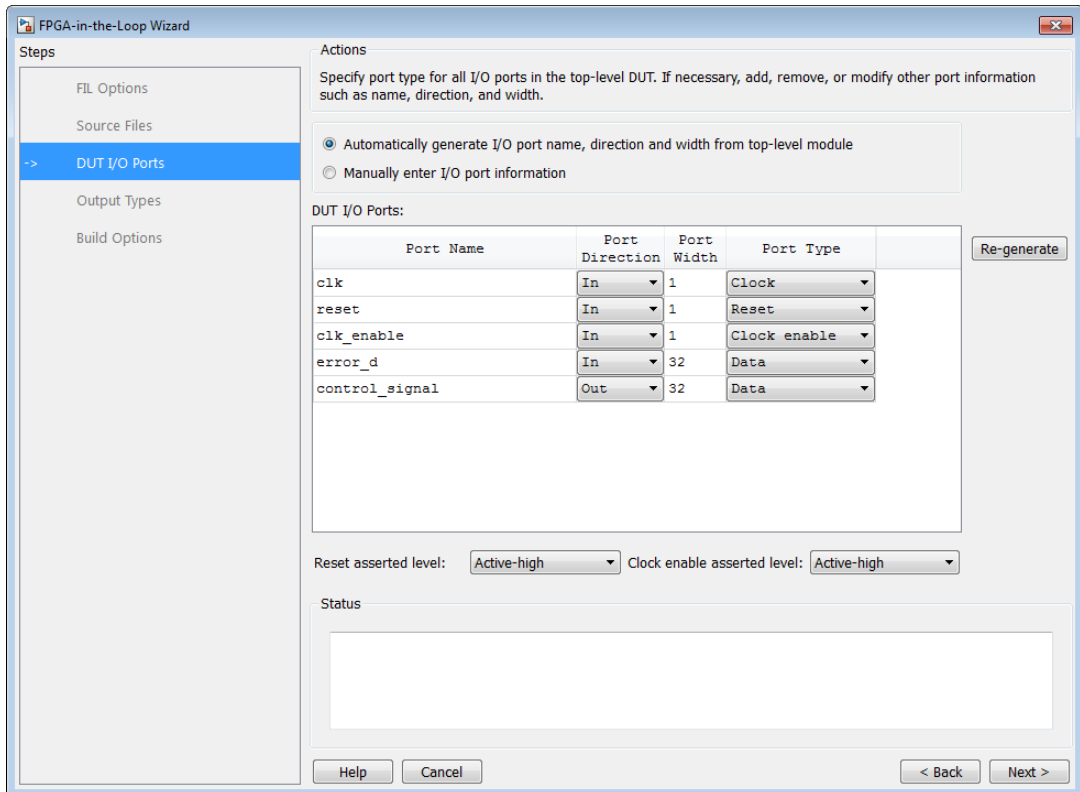 FPGA-in-the-Loop Wizard
Steps
FIL Options
Source Files
-> DUT I/O Ports
Output Types
Build Options
Actions
Specify port type for all I/O ports in the top-level DUT. If necessary, add, remove, or modify other port information
such as name, direction, and width.
Automatically generate I/O port name, direction and width from top-level module
Manually enter I/O port information
DUT I/O Ports:
Port Name Port Direction Port Width Port Type
clk In 1 Clock
reset In 1 Reset
clk_enable In 1 Clock enable
error_d In 32 Data
control_signal Out 32 Data
Re-generate
Reset asserted level: Active-high Clock enable asserted level: Active-high
Status
Help Cancel < Back Next >